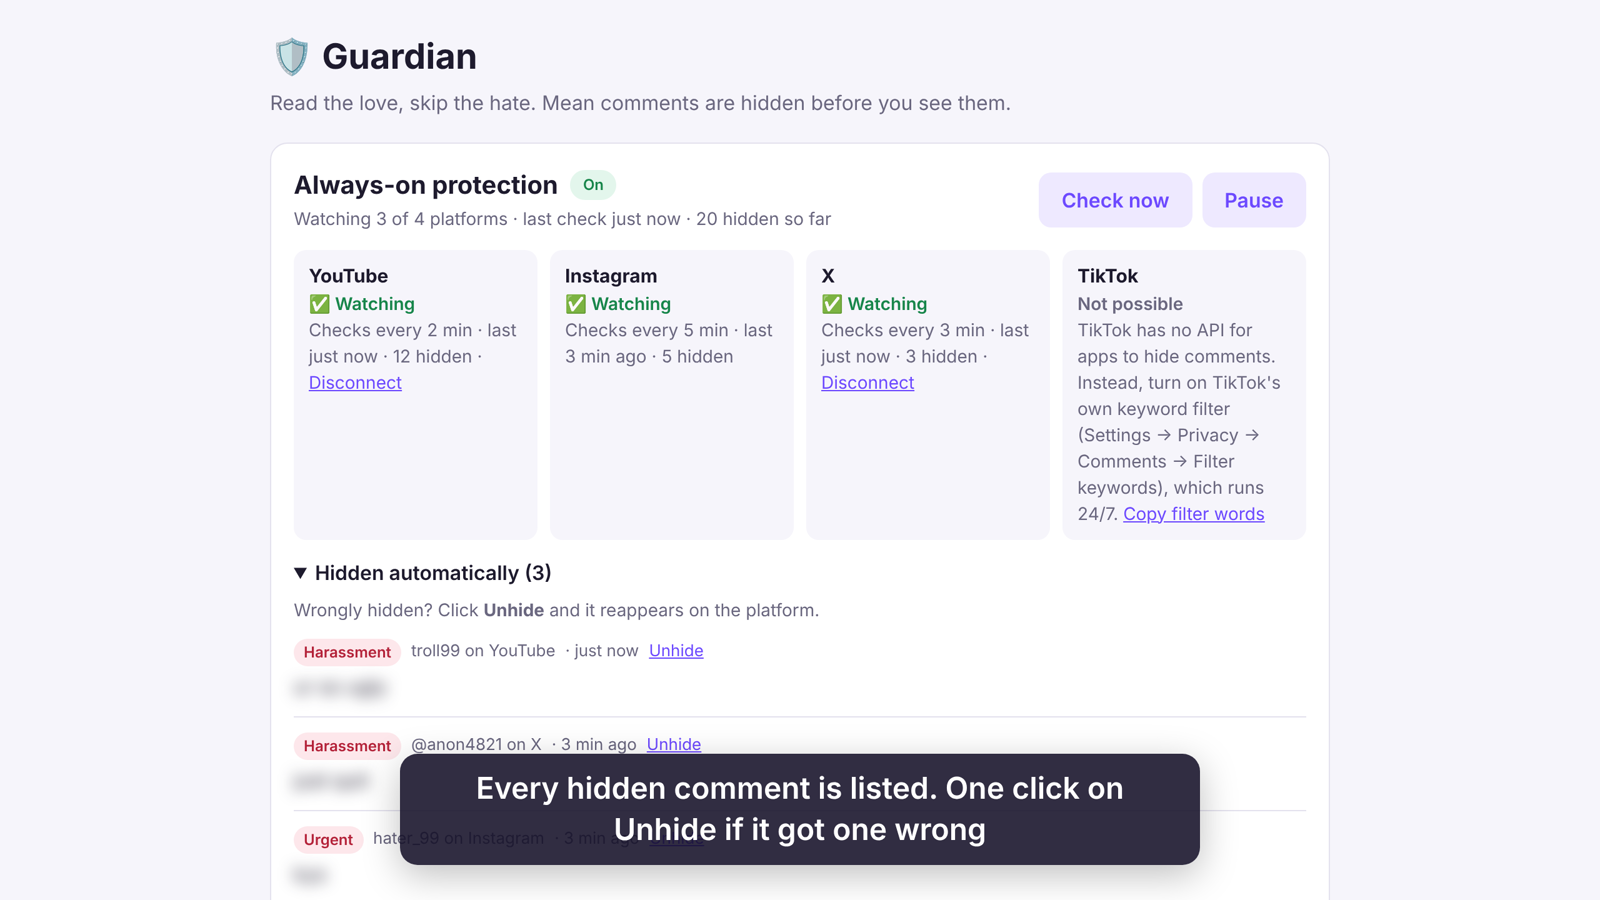 🛡️ Guardian
Read the love, skip the hate. Mean comments are hidden before you see them.
Always-on protection On
Watching 3 of 4 platforms · last check just now · 20 hidden so far
Check now
Pause
YouTube
✅ Watching
Checks every 2 min · last
just now · 12 hidden ·
Disconnect
Instagram
✅ Watching
Checks every 5 min · last
3 min ago · 5 hidden
X
✅ Watching
Checks every 3 min · last
just now · 3 hidden ·
Disconnect
TikTok
Not possible
TikTok has no API for
apps to hide comments.
Instead, turn on TikTok's
own keyword filter
(Settings → Privacy →
Comments → Filter
keywords), which runs
24/7. Copy filter words
▼ Hidden automatically (3)
Wrongly hidden? Click Unhide and it reappears on the platform.
Harassment troll99 on YouTube · just now Unhide
Harassment @anon4821 on X · 3 min ago Unhide
Urgent hater_99 on Instagram · 3 min ago Unhide
Every hidden comment is listed. One click on
Unhide if it got one wrong